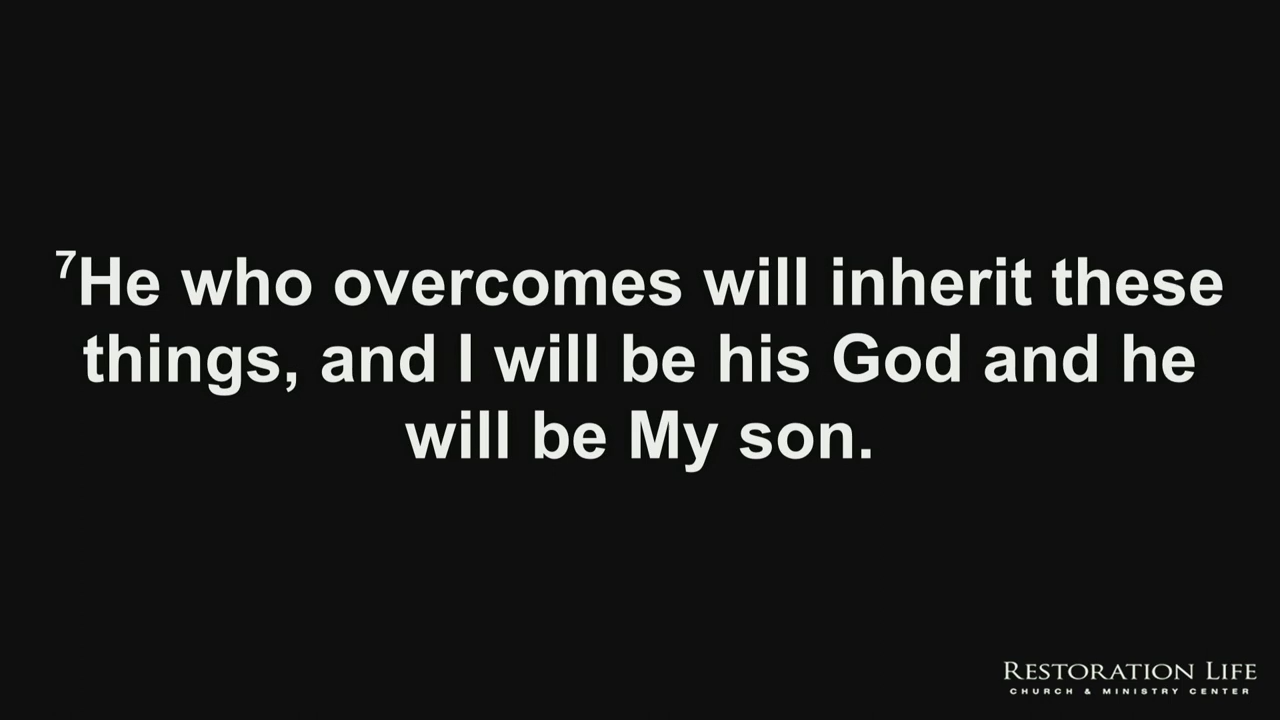 ⁷He who overcomes will inherit these
things, and I will be his God and he
will be My son.
RESTORATION LIFE
CHURCH & MINISTRY CENTER